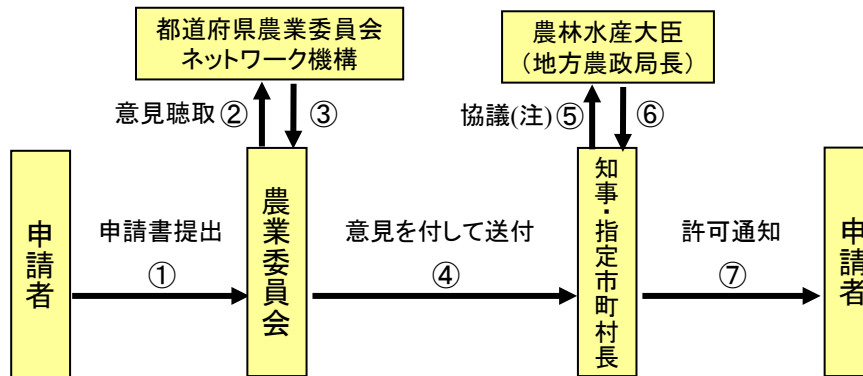 都道府県農業委員会
ネットワーク機構
農林水産大臣
（地方農政局長）
意見聴取 ②
③
協議(注) ⑤
⑥
申請者
申請書提出
①
農業委員会
意見を付して送付
④
知事・指定市町村長
許可通知
⑦
申請者